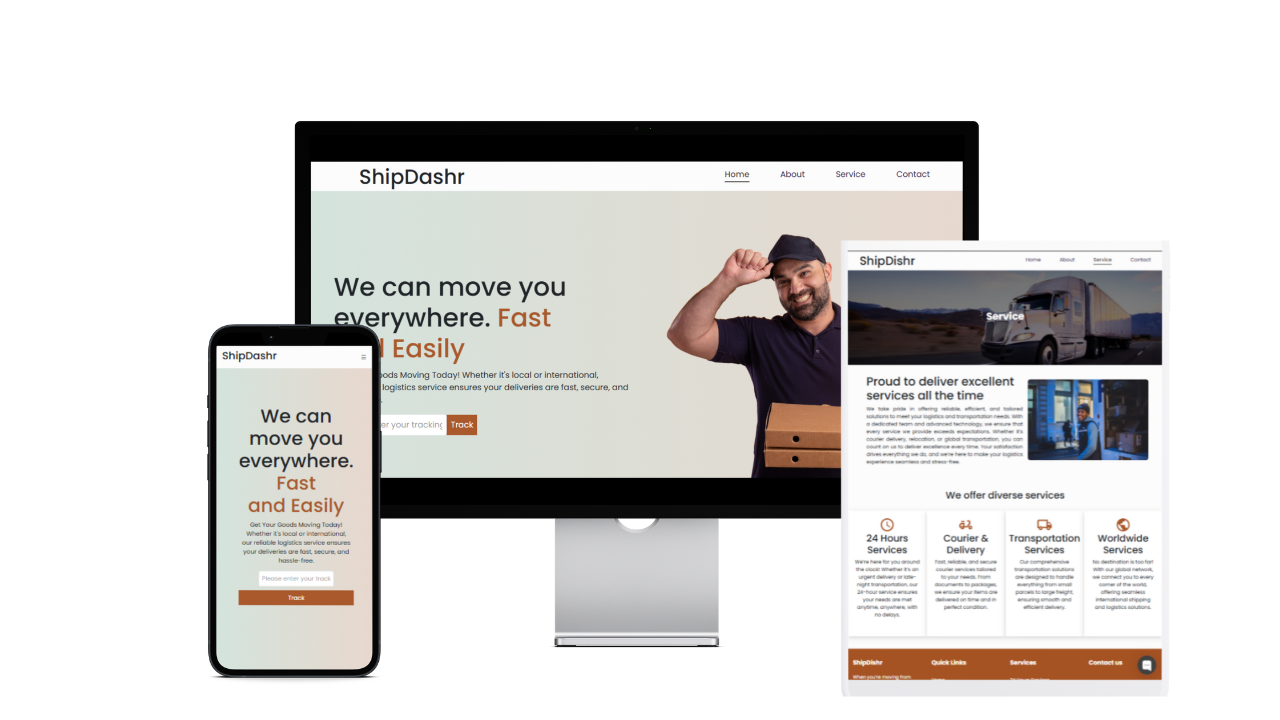 ShipDashr
Home About Service Contact
We can move you
everywhere. Fast
Easily
oods Moving Today! Whether it's local or international,
logistics service ensures your deliveries are fast, secure, and
er your tracking
Track
ShipDashr
We can
move you
everywhere.
Fast
and Easily
Get Your Goods Moving Today!
Whether it's local or international,
our reliable logistics service ensures
your deliveries are fast, secure, and
hassle-free.
Please enter your track
Track
ShipDishr
Home About Service Contact
Service
Proud to deliver excellent
services all the time
We take pride in offering reliable, efficient, and tailored
solutions to meet your logistics and transportation needs. With
a dedicated team and advanced technology, we ensure that
every service we provide exceeds expectations. Whether it's
courier delivery, relocation, or global transportation, you can
count on us to deliver excellence every time. Your satisfaction
drives everything we do, and we're here to make your logistics
experience seamless and stress-free.
We offer diverse services
24 Hours
Services
We're here for you around
the clock! Whether it's an
urgent delivery or late-
night transportation, our
24-hour service ensures
your needs are met
anytime, anywhere, with
no delays.
Courier &
Delivery
Fast, reliable, and secure
courier services tailored
to your needs. From
documents to packages,
we ensure your items are
delivered on time and in
perfect condition.
Transportation
Services
Our comprehensive
transportation solutions
are designed to handle
everything from small
parcels to large freight,
ensuring smooth and
efficient delivery.
Worldwide
Services
No destination is too far!
With our global network,
we connect you to every
corner of the world,
offering seamless
international shipping
and logistics solutions.
ShipDishr
When you're moving from
Quick Links
Services
Contact us